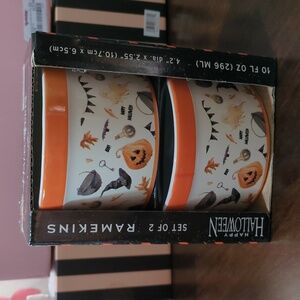 10 FL OZ (296 ML)
4.2" dia. x 2.55" (10.7cm x 6.5cm)
HAPPY
HALLOWEEN
SET OF 2
RAMEKINS